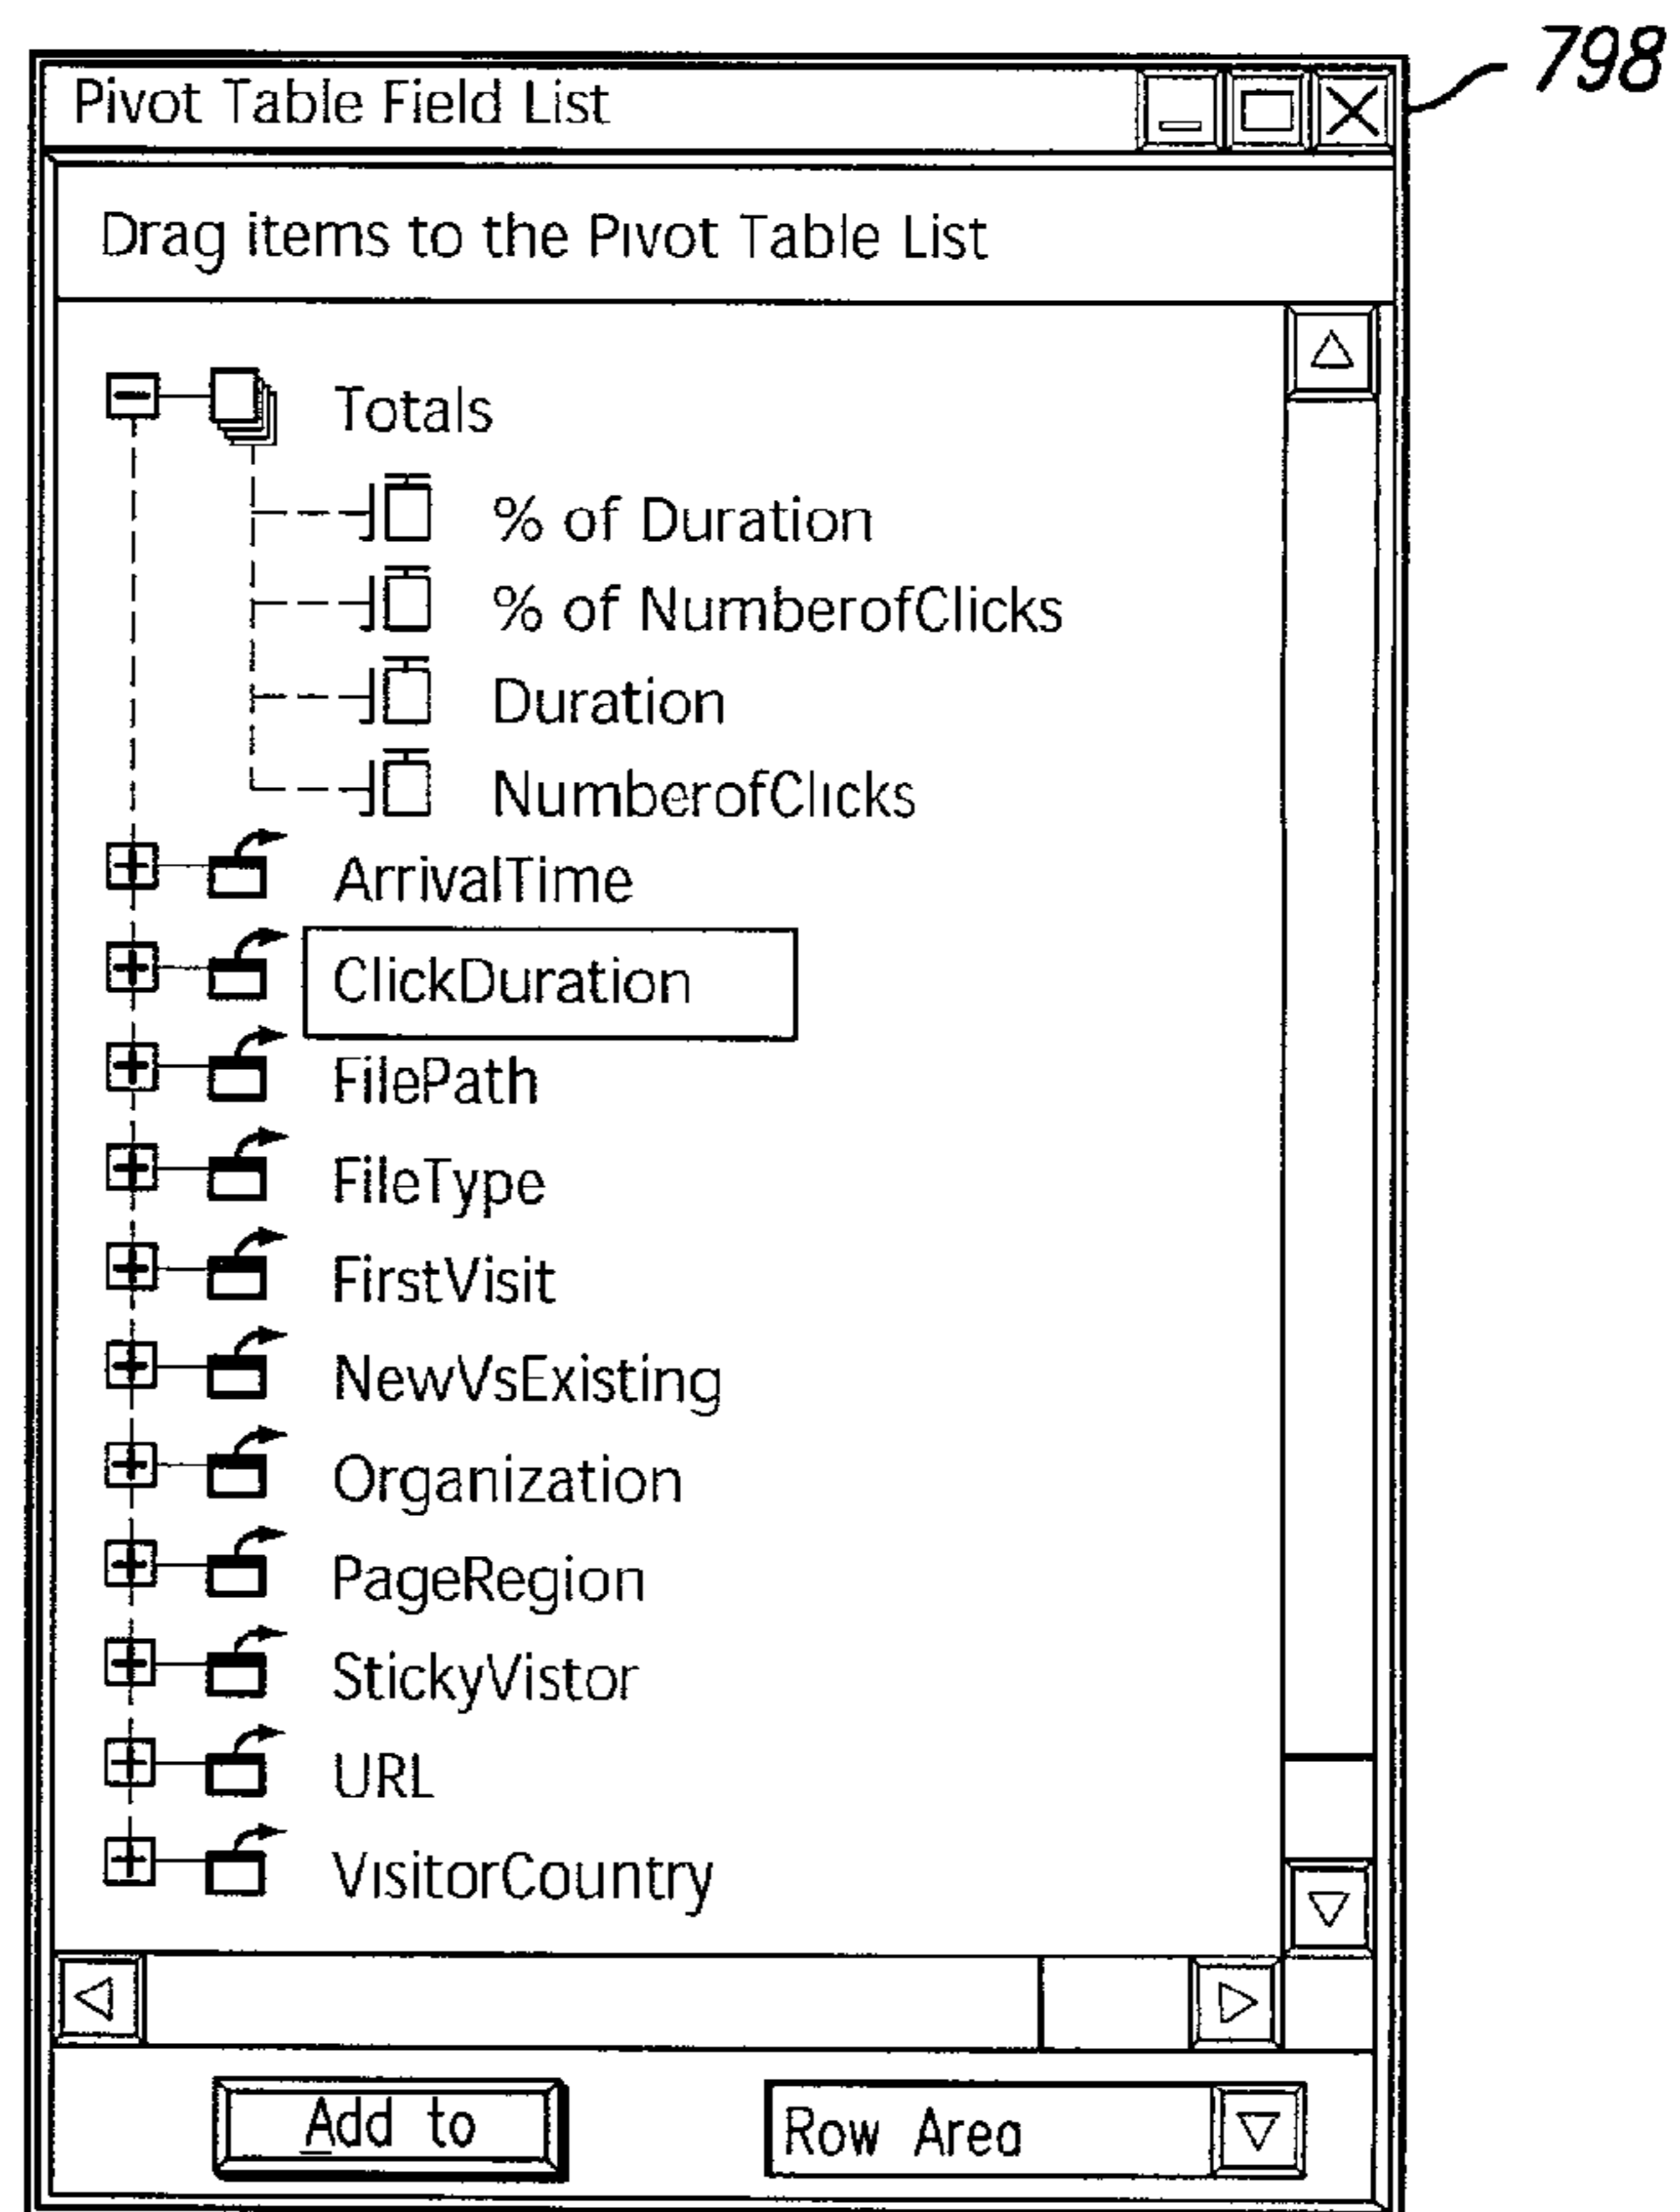 798
Pivot Table Field List
Drag items to the Pivot Table List
Totals
% of Duration
% of NumberofClicks
Duration
NumberofClicks
ArrivalTime
ClickDuration
FilePath
FileType
FirstVisit
NewVsExisting
Organization
PageRegion
StickyVistor
URL
VisitorCountry
Add to
Row Area